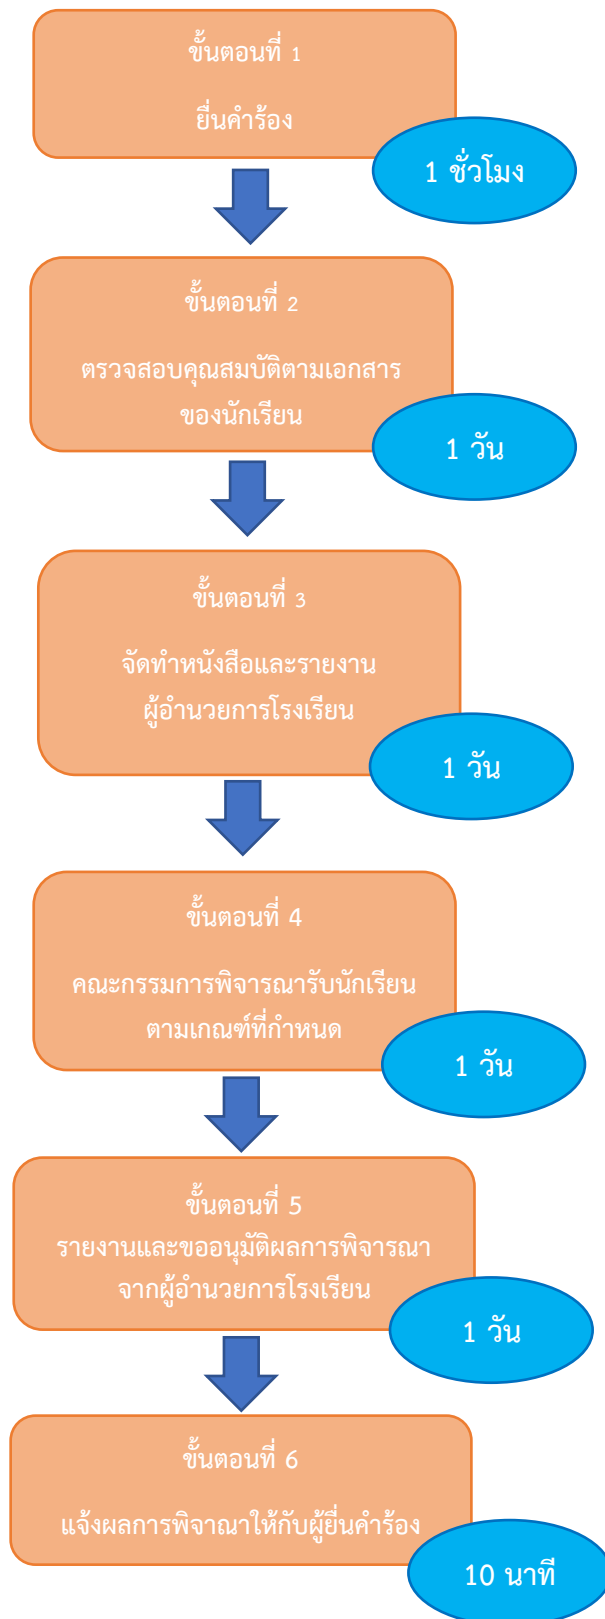 ขั้นตอนที่ 1
ยื่นคำร้อง
1 ชั่วโมง
ขั้นตอนที่ 2
ตรวจสอบคุณสมบัติตามเอกสาร
ของนักเรียน
1 วัน
ขั้นตอนที่ 3
จัดทำหนังสือและรายงาน
ผู้อำนวยการโรงเรียน
1 วัน
ขั้นตอนที่ 4
คณะกรรมการพิจารณารับนักเรียน
ตามเกณฑ์ที่กำหนด
1 วัน
ขั้นตอนที่ 5
รายงานและขออนุมัติผลการพิจารณา
จากผู้อำนวยการโรงเรียน
1 วัน
ขั้นตอนที่ 6
แจ้งผลการพิจาณาให้กับผู้ยื่นคำร้อง
10 นาที